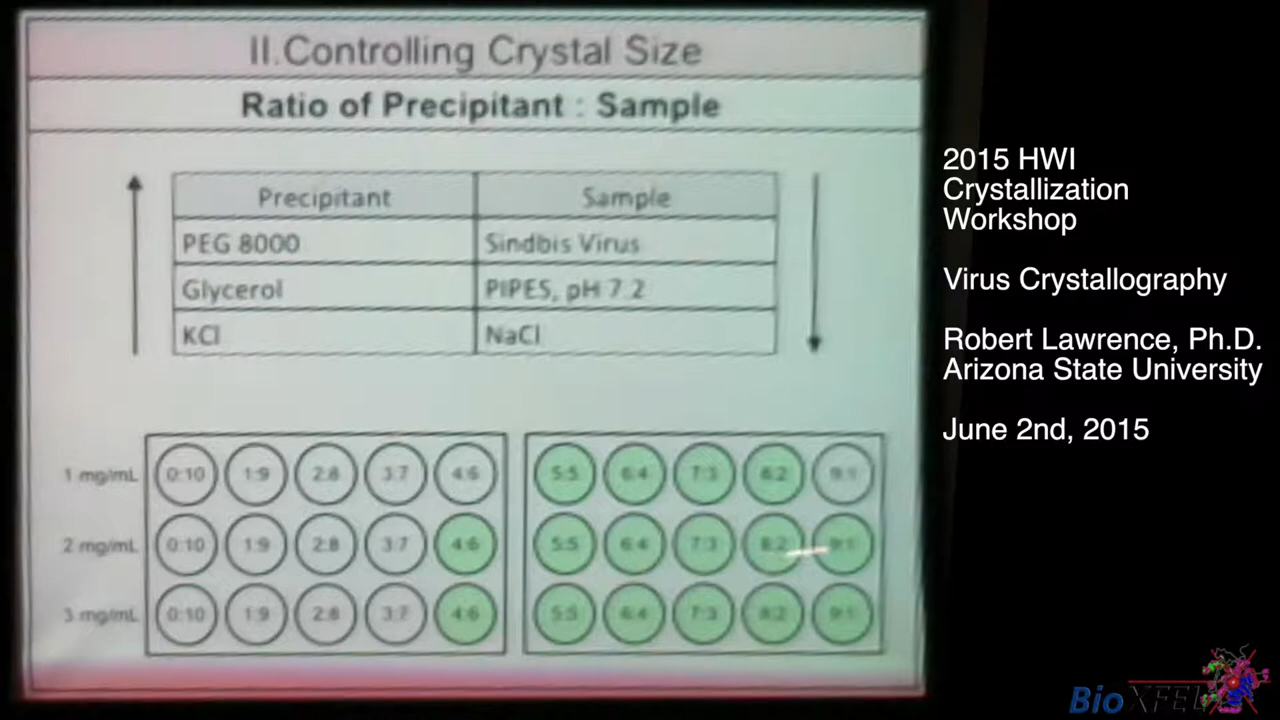 II.Controlling Crystal Size
Ratio of Precipitant : Sample
Precipitant Sample
PEG 8000 Sindbis Virus
Glycerol PIPES, pH 7.2
KCl NaCl
1 mg/mL 0:10 1:9 2:8 3:7 4:6 5:5 6:4 7:3 8:2 9:1
2 mg/mL 0:10 1:9 2:8 3:7 4:6 5:5 6:4 7:3 8:2 9:1
3 mg/mL 0:10 1:9 2:8 3:7 4:6 5:5 6:4 7:3 8:2 9:1
2015 HWI
Crystallization
Workshop
Virus Crystallography
Robert Lawrence, Ph.D.
Arizona State University
June 2nd, 2015
BioXFEL